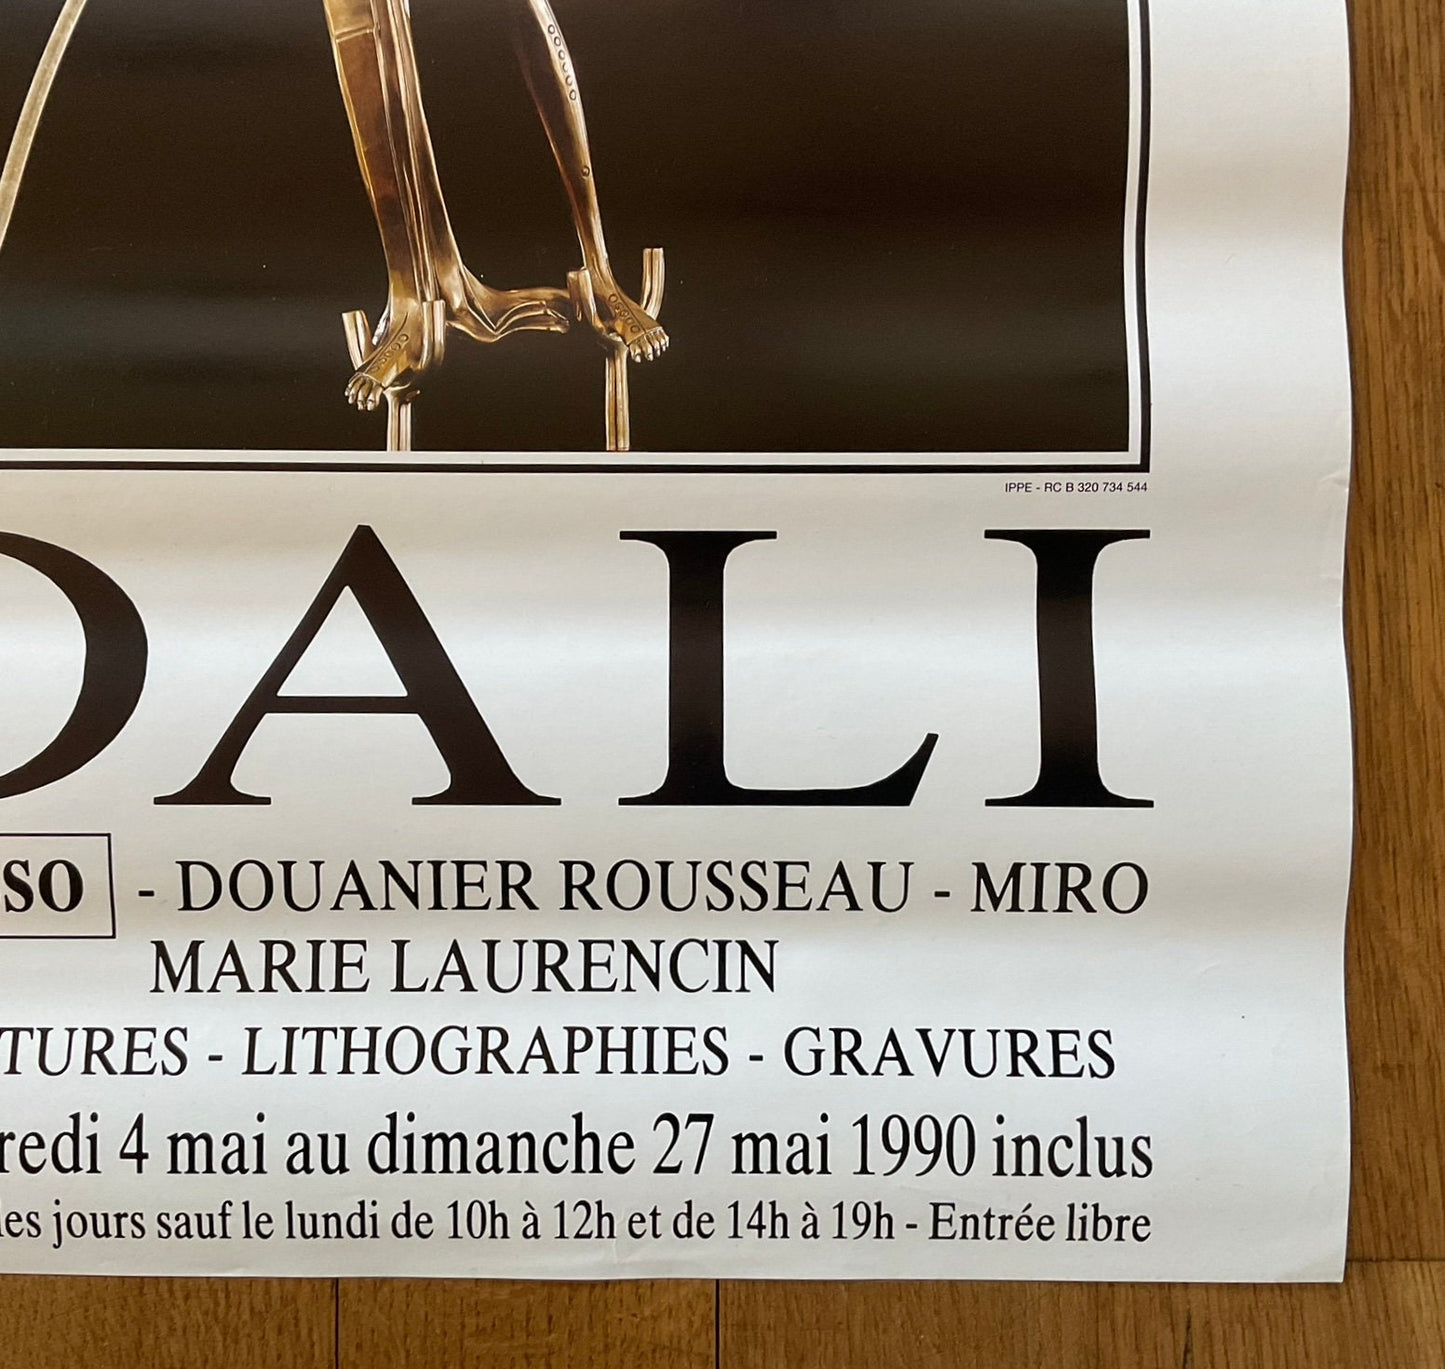 IPPE - RC B 320 734 544
DALI
SO - DOUANIER ROUSSEAU - MIRO
MARIE LAURENCIN
TURES - LITHOGRAPHIES - GRAVURES
redi 4 mai au dimanche 27 mai 1990 inclus
les jours sauf le lundi de 10h à 12h et de 14h à 19h - Entrée libre